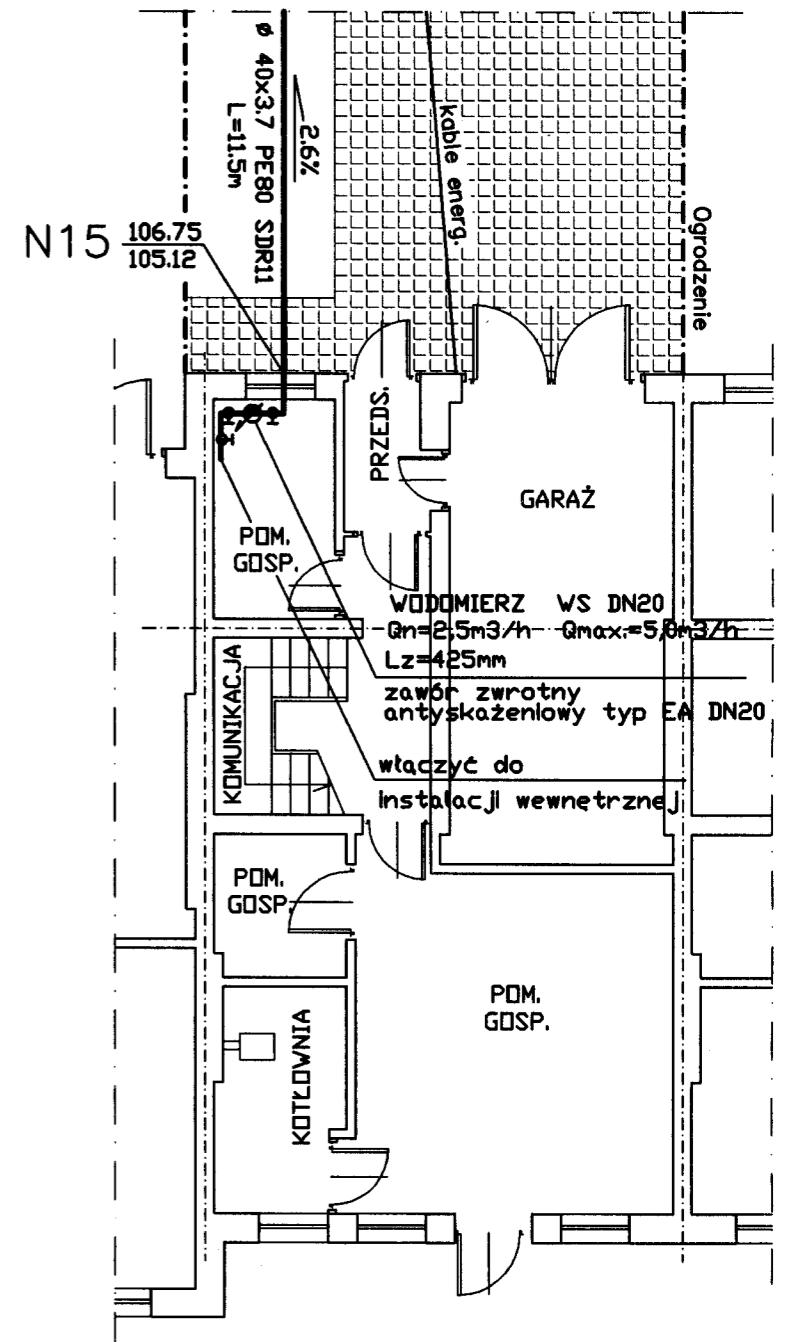 2.6%
ø 40x3.7 PE80 SDR11
L=11.5m
kable energ.
Ogrodzenie
N15
106.75
105.12
PRZEDS.
GARAŻ
POM.
GOSP.
WODOMIERZ WS DN20
Qn=2,5m3/h Qmax.=5,0m3/h
Lz=425mm
zawór zwrotny
antyskażeniowy typ EA DN20
KOMUNIKACJA
włączyć do
instalacji wewnętrznej
POM.
GOSP.
POM.
GOSP.
KOTŁOWNIA